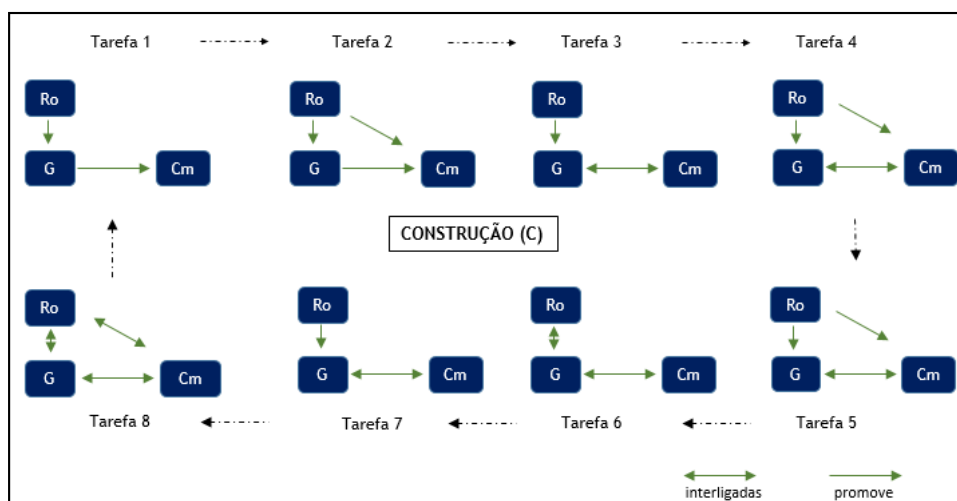 Tarefa 1
Tarefa 2
Tarefa 3
Tarefa 4
Ro
Ro
Ro
Ro
G
Cm
G
Cm
G
Cm
G
Cm
CONSTRUÇÃO (C)
Ro
Ro
Ro
Ro
G
Cm
G
Cm
G
Cm
G
Cm
Tarefa 8
Tarefa 7
Tarefa 6
Tarefa 5
interligadas
promove